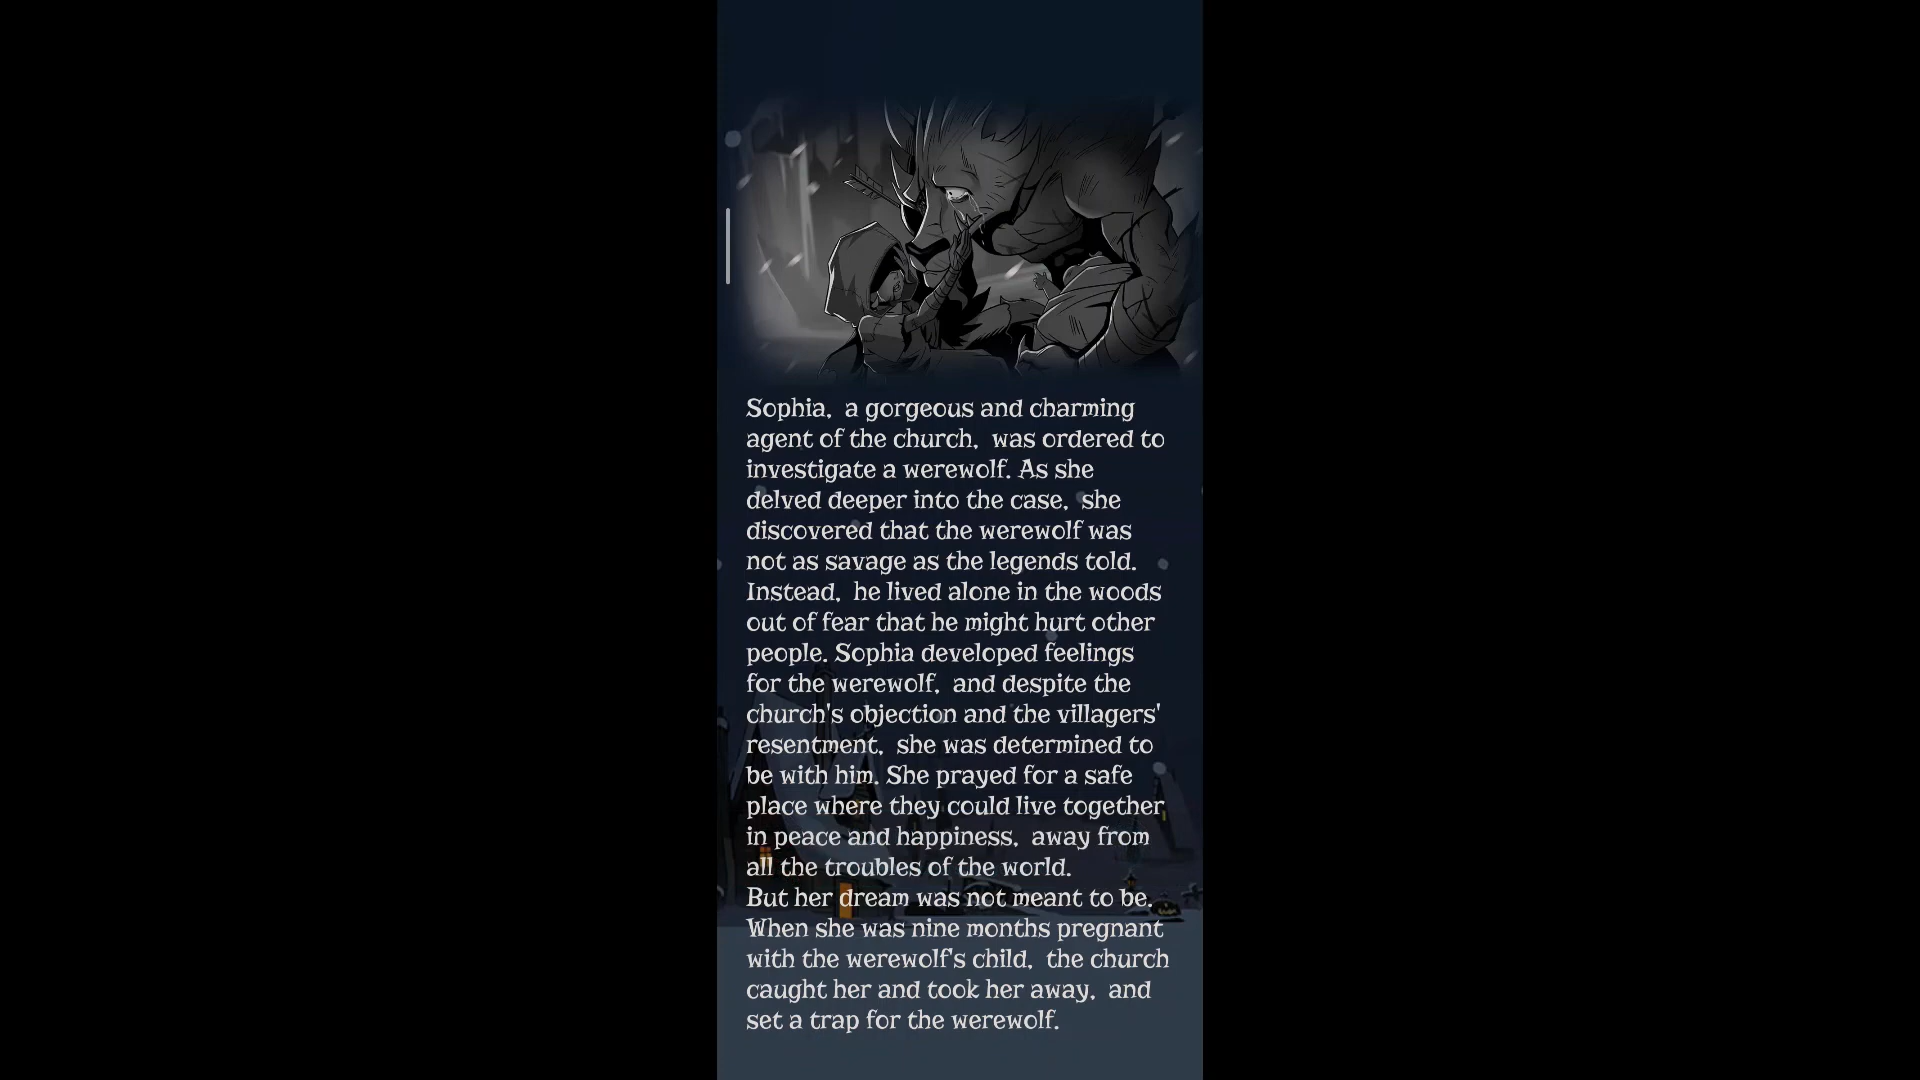 Sophia, a gorgeous and charming
agent of the church, was ordered to
investigate a werewolf. As she
delved deeper into the case, she
discovered that the werewolf was
not as savage as the legends told.
Instead, he lived alone in the woods
out of fear that he might hurt other
people. Sophia developed feelings
for the werewolf, and despite the
church's objection and the villagers'
resentment, she was determined to
be with him. She prayed for a safe
place where they could live together
in peace and happiness, away from
all the troubles of the world.
But her dream was not meant to be.
When she was nine months pregnant
with the werewolf's child, the church
caught her and took her away, and
set a trap for the werewolf.